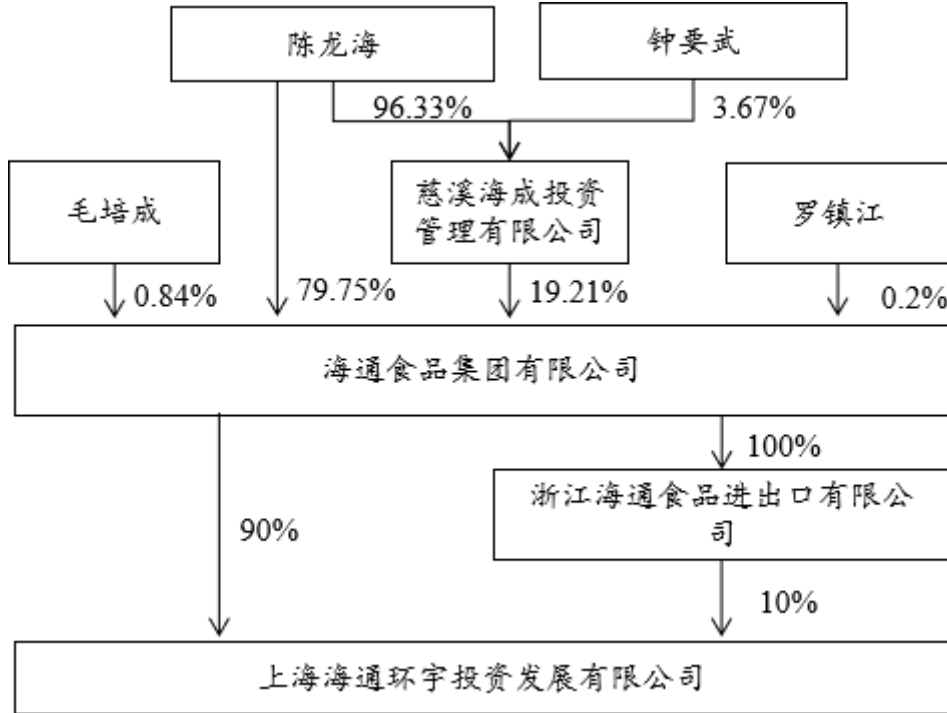 陈龙海
钟要武
96.33%
3.67%
毛培成
慈溪海成投资
管理有限公司
罗镇江
0.84%
79.75%
19.21%
0.2%
海通食品集团有限公司
100%
浙江海通食品进出口有限公
司
90%
10%
上海海通环宇投资发展有限公司